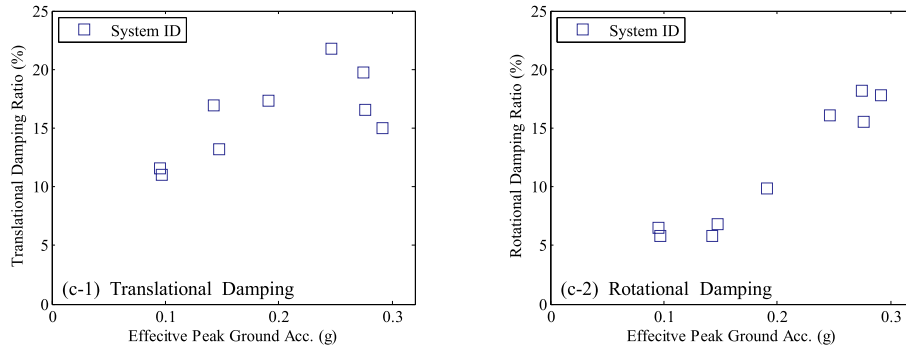 25
20
15
10
5
0
Translational Damping Ratio (%)
System ID
(c-1) Translational Damping
0
0.1
0.2
0.3
Effecitve Peak Ground Acc. (g)
25
20
15
10
5
0
Rotational Damping Ratio (%)
System ID
(c-2) Rotational Damping
0
0.1
0.2
0.3
Effecitve Peak Ground Acc. (g)